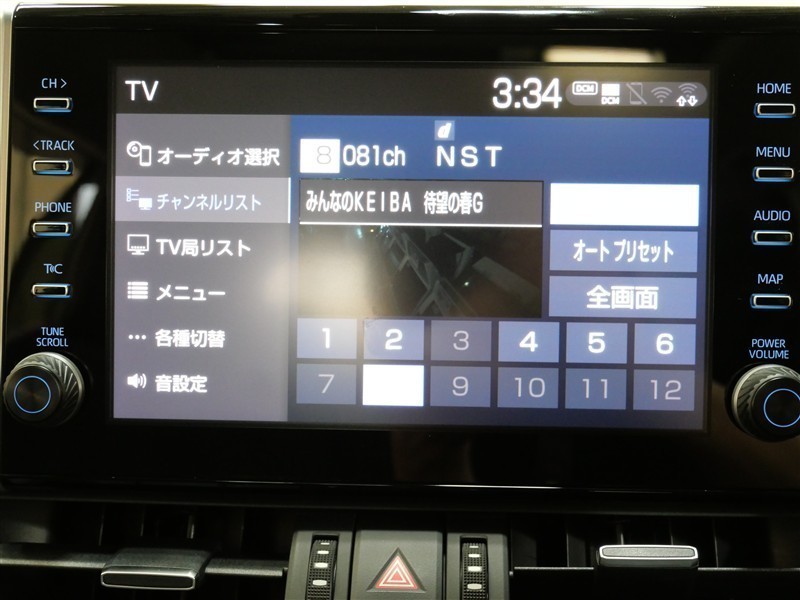 CH >
<TRACK
PHONE
T&C
TUNE
SCROLL
TV
3:34
DCM
DCM
オーディオ選択
チャンネルリスト
TV局リスト
メニュー
各種切替
音設定
d
8 081ch NST
みんなのKEIBA 待望の春G
オートプリセット
全画面
1 2 3 4 5 6
7 9 10 11 12
HOME
MENU
AUDIO
MAP
POWER
VOLUME